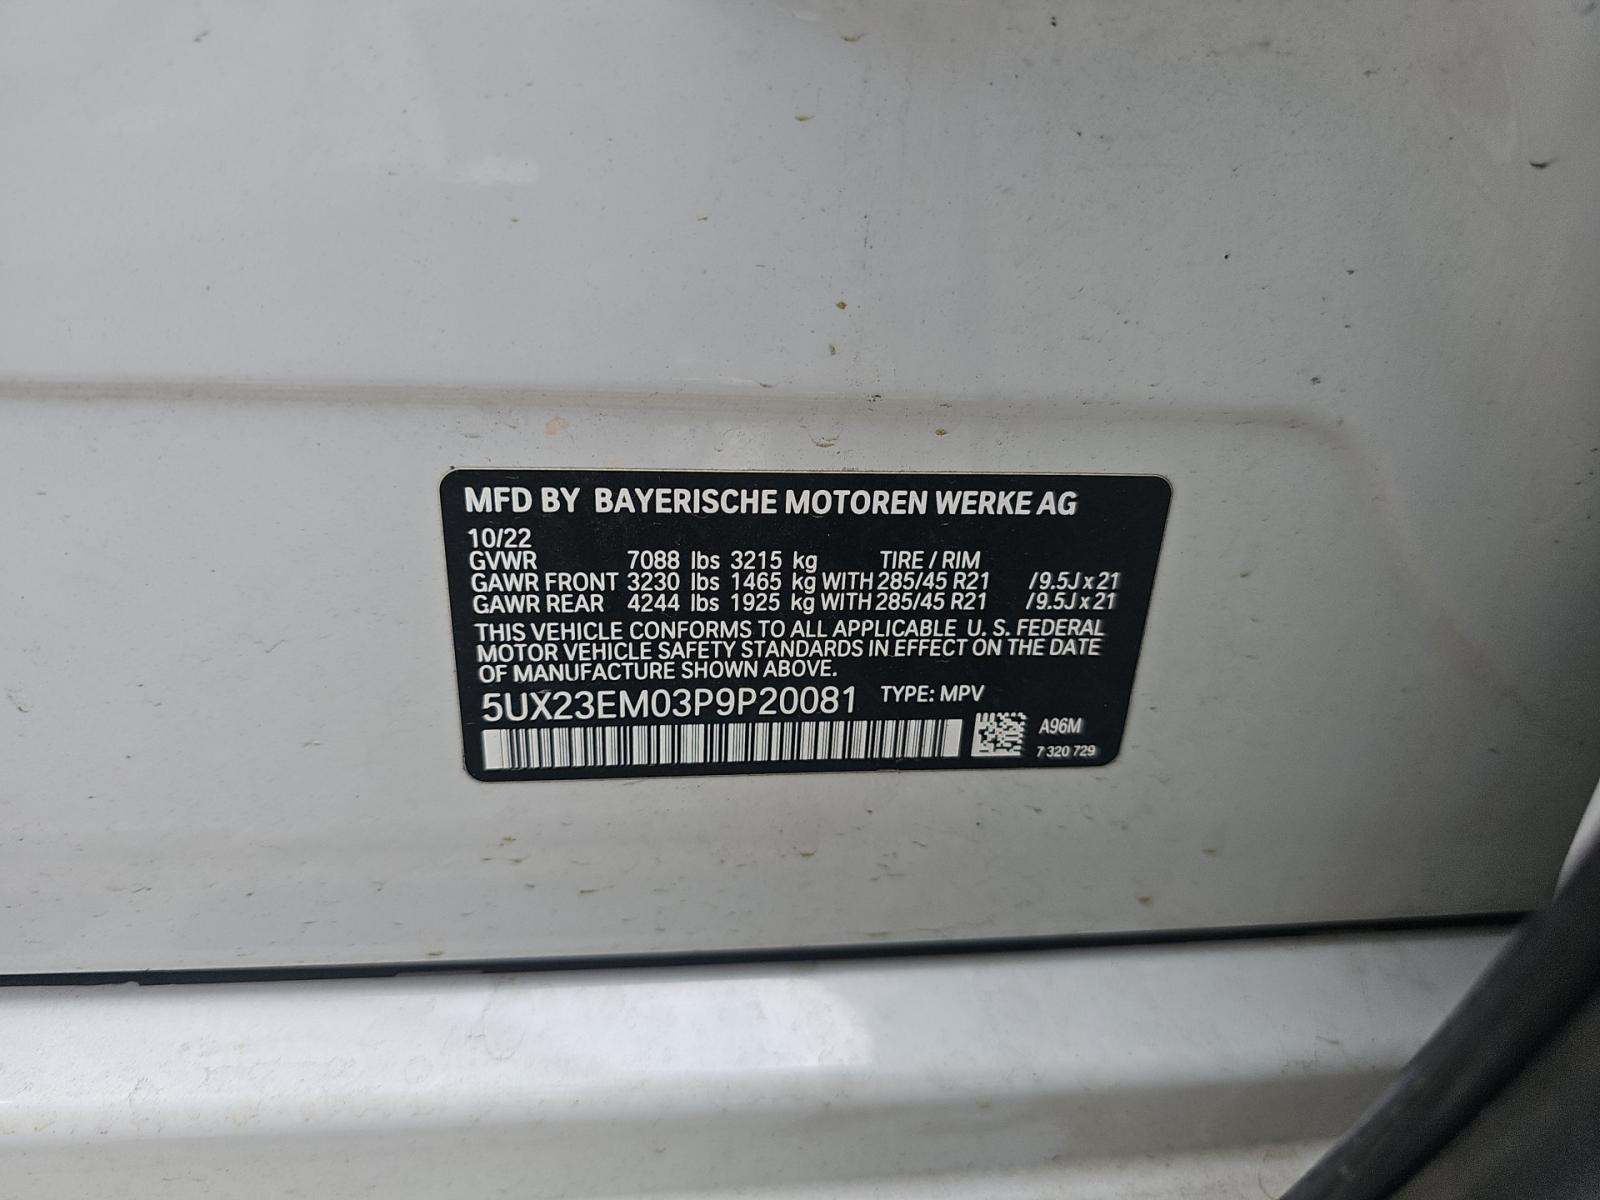 MFD BY BAYERISCHE MOTOREN WERKE AG
10/22
GVWR 7088 lbs 3215 kg TIRE / RIM
GAWR FRONT 3230 lbs 1465 kg WITH 285/45 R21 /9.5J x 21
GAWR REAR 4244 lbs 1925 kg WITH 285/45 R21 /9.5J x 21
THIS VEHICLE CONFORMS TO ALL APPLICABLE U. S. FEDERAL
MOTOR VEHICLE SAFETY STANDARDS IN EFFECT ON THE DATE
OF MANUFACTURE SHOWN ABOVE.
5UX23EM03P9P20081 TYPE: MPV
A96M
7 320 729